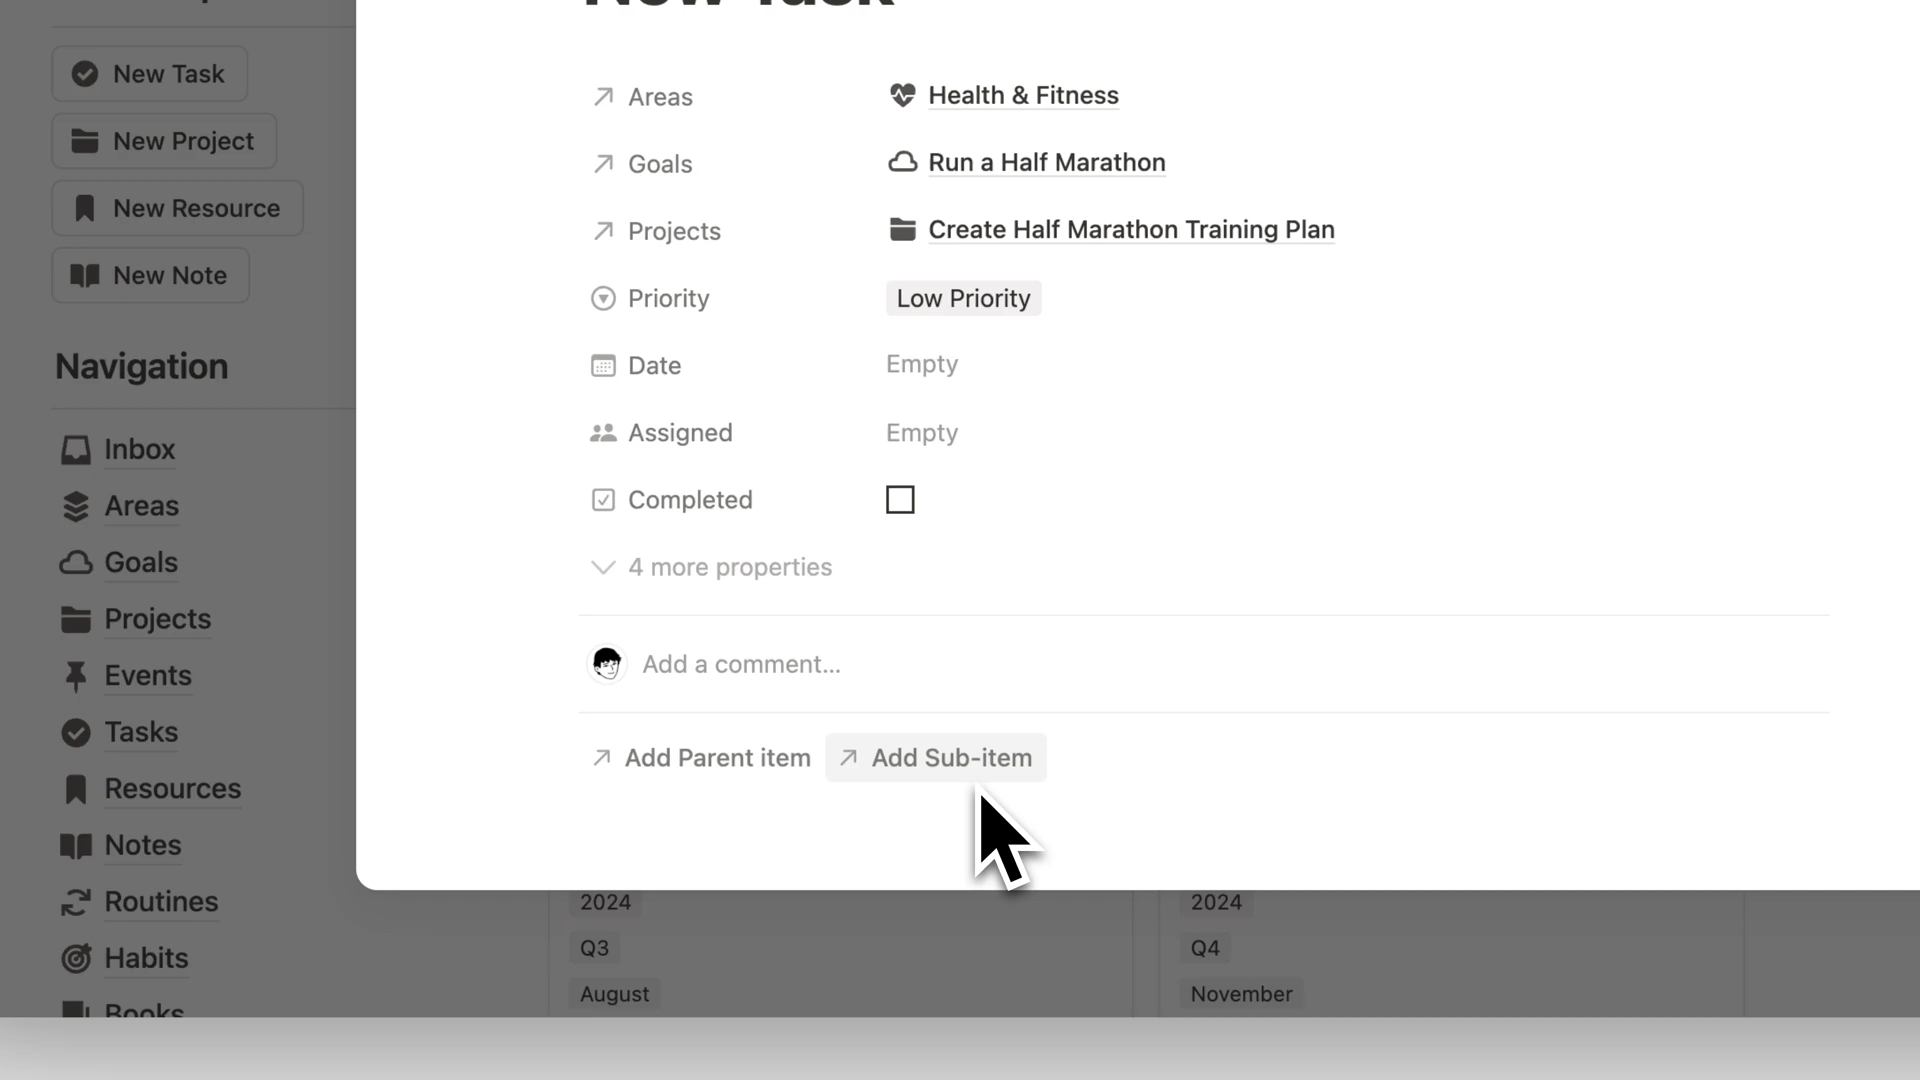 New Task
New Project
New Resource
New Note
Navigation
Inbox
Areas
Goals
Projects
Events
Tasks
Resources
Notes
Routines
Habits
Books
New Task
Areas
Health & Fitness
Goals
Run a Half Marathon
Projects
Create Half Marathon Training Plan
Priority
Low Priority
Date
Empty
Assigned
Empty
Completed
4 more properties
Add a comment...
Add Parent item
Add Sub-item
2024
Q3
August
2024
Q4
November